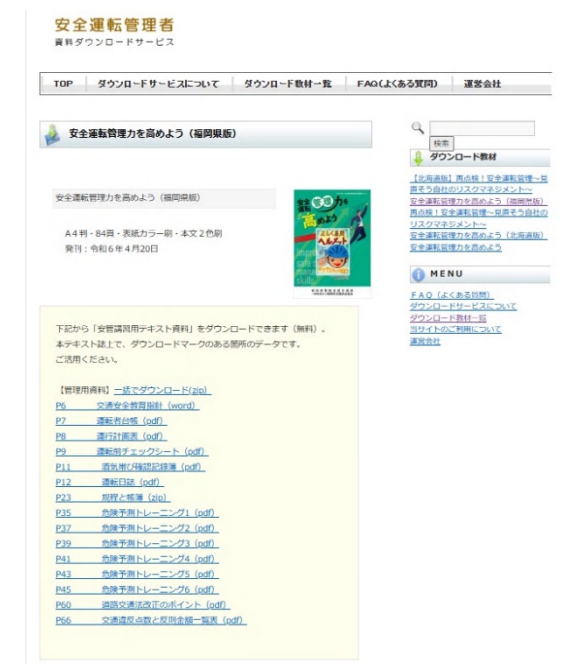 安全運転管理者
資料ダウンロードサービス
TOP ダウンロードサービスについて ダウンロード教材一覧 FAQ(よくある質問) 運営会社
安全運転管理力を高めよう（福岡県版）
安全運転管理力を高めよう（福岡県版）
A４判・84頁・表紙カラー刷・本文２色刷
発刊：令和６年４月20日
安全運転管理力を高めよう
よしくま
ヘルメット
下記から「安管講習用テキスト資料」をダウンロードできます（無料）。
本テキスト誌上で、ダウンロードマークのある箇所のデータです。
ご活用ください。
【管理用資料】一括でダウンロード(zip)
P6 交通安全教育指針（word）
P7 運転者台帳（pdf）
P8 運行計画表（pdf）
P9 運転前チェックシート（pdf）
P11 酒気帯び確認記録簿（pdf）
P12 運転日誌（pdf）
P23 規程と帳簿（zip）
P35 危険予測トレーニング1（pdf）
P37 危険予測トレーニング2（pdf）
P39 危険予測トレーニング3（pdf）
P41 危険予測トレーニング4（pdf）
P43 危険予測トレーニング5（pdf）
P45 危険予測トレーニング6（pdf）
P60 道路交通法改正のポイント（pdf）
P66 交通違反点数と反則金額一覧表（pdf）
検索
ダウンロード教材
【北海道版】再点検！安全運転管理～見
直そう自社のリスクマネジメント～
安全運転管理力を高めよう（福岡県版）
再点検！安全運転管理～見直そう自社の
リスクマネジメント～
安全運転管理力を高めよう（北海道版）
安全運転管理力を高めよう
MENU
ＦＡＱ（よくある質問）
ダウンロードサービスについて
ダウンロード教材一覧
当サイトのご利用について
運営会社